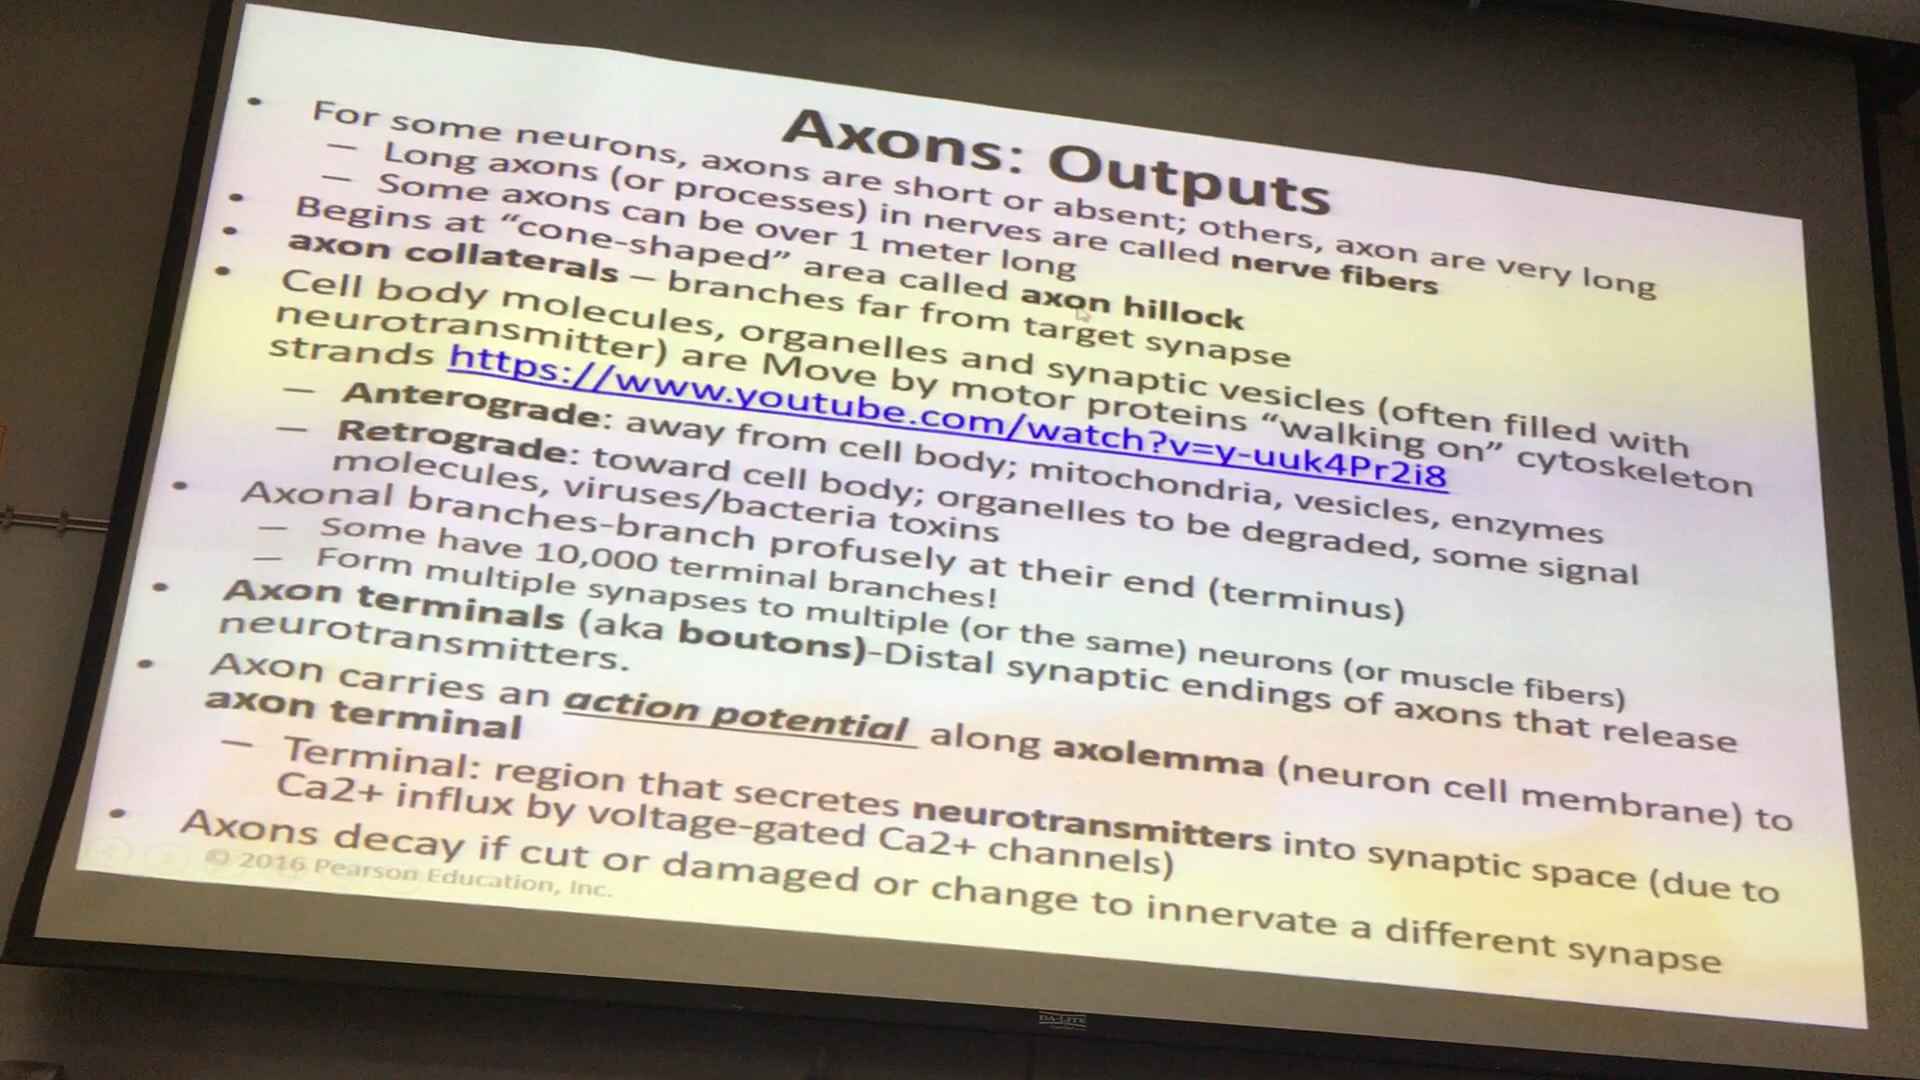 Axons: Outputs
• For some neurons, axons are short or absent; others, axon are very long
– Long axons (or processes) in nerves are called nerve fibers
– Some axons can be over 1 meter long
• Begins at “cone-shaped” area called axon hillock
• axon collaterals – branches far from target synapse
• Cell body molecules, organelles and synaptic vesicles (often filled with
neurotransmitter) are Move by motor proteins “walking on” cytoskeleton
strands https://www.youtube.com/watch?v=y-uuk4Pr2i8
– Anterograde: away from cell body; mitochondria, vesicles, enzymes
– Retrograde: toward cell body; organelles to be degraded, some signal
molecules, viruses/bacteria toxins
• Axonal branches-branch profusely at their end (terminus)
– Some have 10,000 terminal branches!
– Form multiple synapses to multiple (or the same) neurons (or muscle fibers)
• Axon terminals (aka boutons)-Distal synaptic endings of axons that release
neurotransmitters.
• Axon carries an action potential along axolemma (neuron cell membrane) to
axon terminal
– Terminal: region that secretes neurotransmitters into synaptic space (due to
Ca2+ influx by voltage-gated Ca2+ channels)
• Axons decay if cut or damaged or change to innervate a different synapse
© 2016 Pearson Education, Inc.
DA-LITE